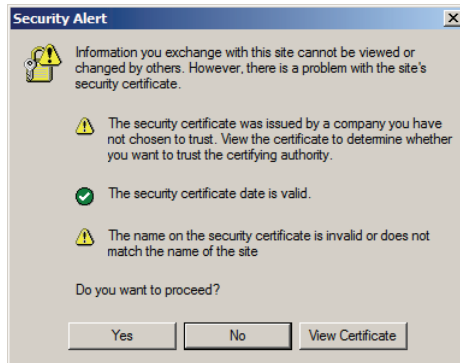 Security Alert
Information you exchange with this site cannot be viewed or
changed by others. However, there is a problem with the site's
security certificate.
The security certificate was issued by a company you have
not chosen to trust. View the certificate to determine whether
you want to trust the certifying authority.
The security certificate date is valid.
The name on the security certificate is invalid or does not
match the name of the site
Do you want to proceed?
Yes No View Certificate